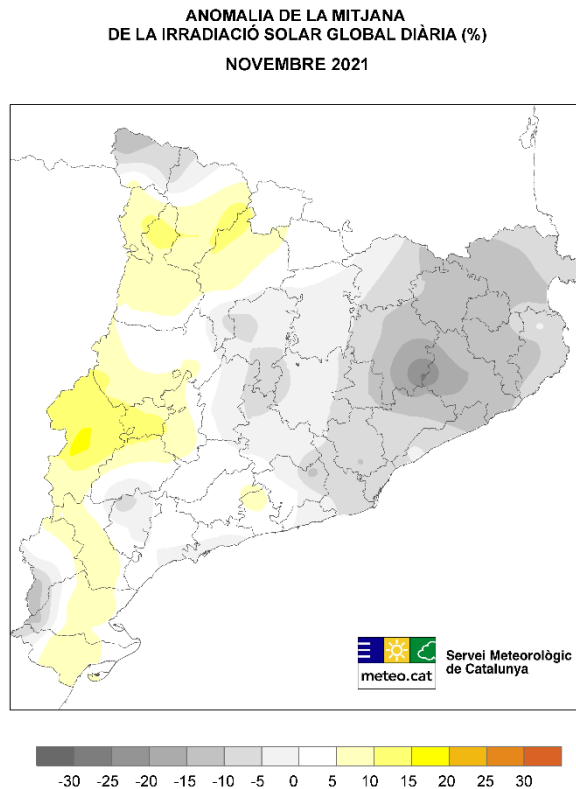 ANOMALIA DE LA MITJANA
DE LA IRRADIACIÓ SOLAR GLOBAL DIÀRIA (%)
NOVEMBRE 2021
meteo.cat
Servei Meteorològic
de Catalunya
-30 -25 -20 -15 -10 -5 0 5 10 15 20 25 30